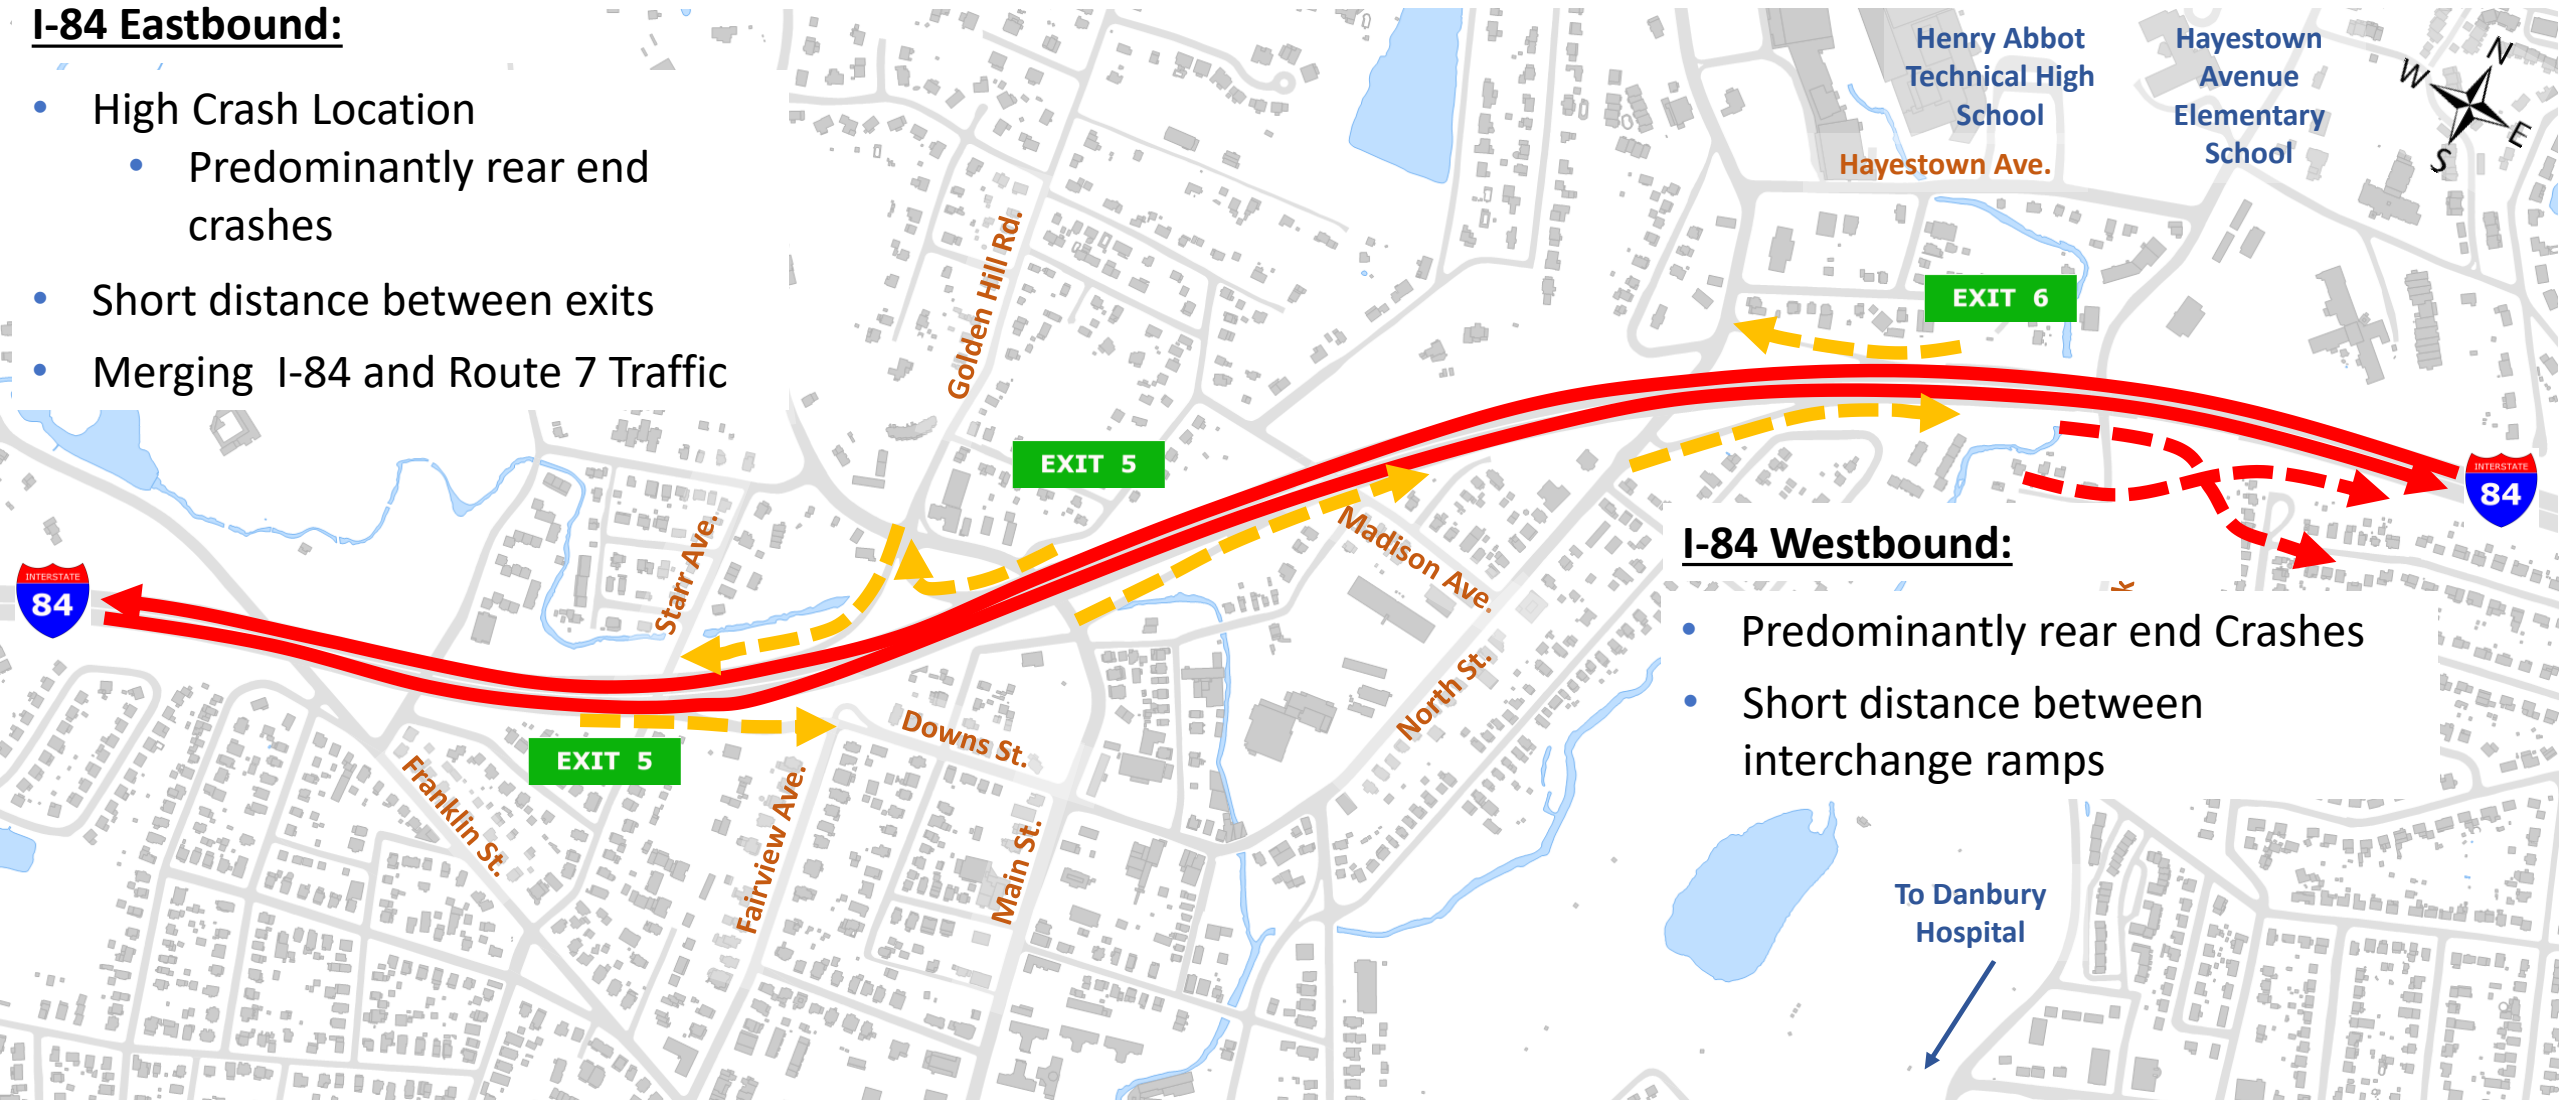 I-84 Eastbound:
• High Crash Location
• Predominantly rear end
crashes
• Short distance between exits
• Merging I-84 and Route 7 Traffic
Henry Abbot
Technical High
School
Hayestown
Avenue
Elementary
School
N
W
E
S
Hayestown Ave.
Golden Hill Rd.
EXIT 6
EXIT 5
INTERSTATE
84
Starr Ave.
Madison Ave.
INTERSTATE
84
I-84 Westbound:
• Predominantly rear end Crashes
• Short distance between
interchange ramps
North St.
Downs St.
EXIT 5
Franklin St.
Fairview Ave.
Main St.
To Danbury
Hospital